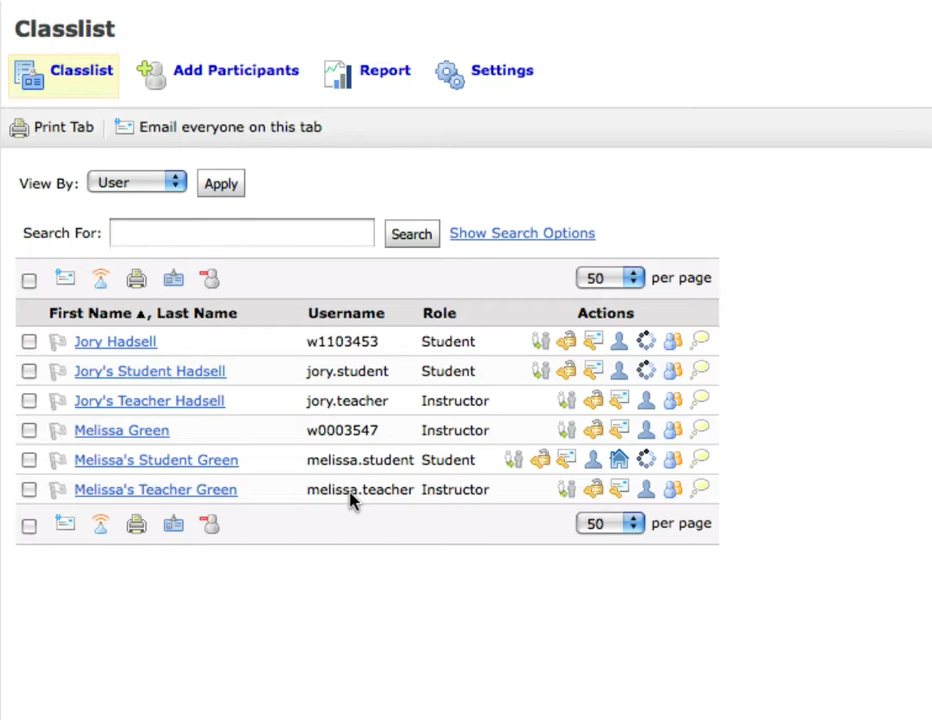 Classlist
Classlist Add Participants Report Settings
Print Tab Email everyone on this tab
View By: User Apply
Search For: Search Show Search Options
50 per page
First Name ▲, Last Name Username Role Actions
Jory Hadsell w1103453 Student
Jory's Student Hadsell jory.student Student
Jory's Teacher Hadsell jory.teacher Instructor
Melissa Green w0003547 Instructor
Melissa's Student Green melissa.student Student
Melissa's Teacher Green melissa.teacher Instructor
50 per page